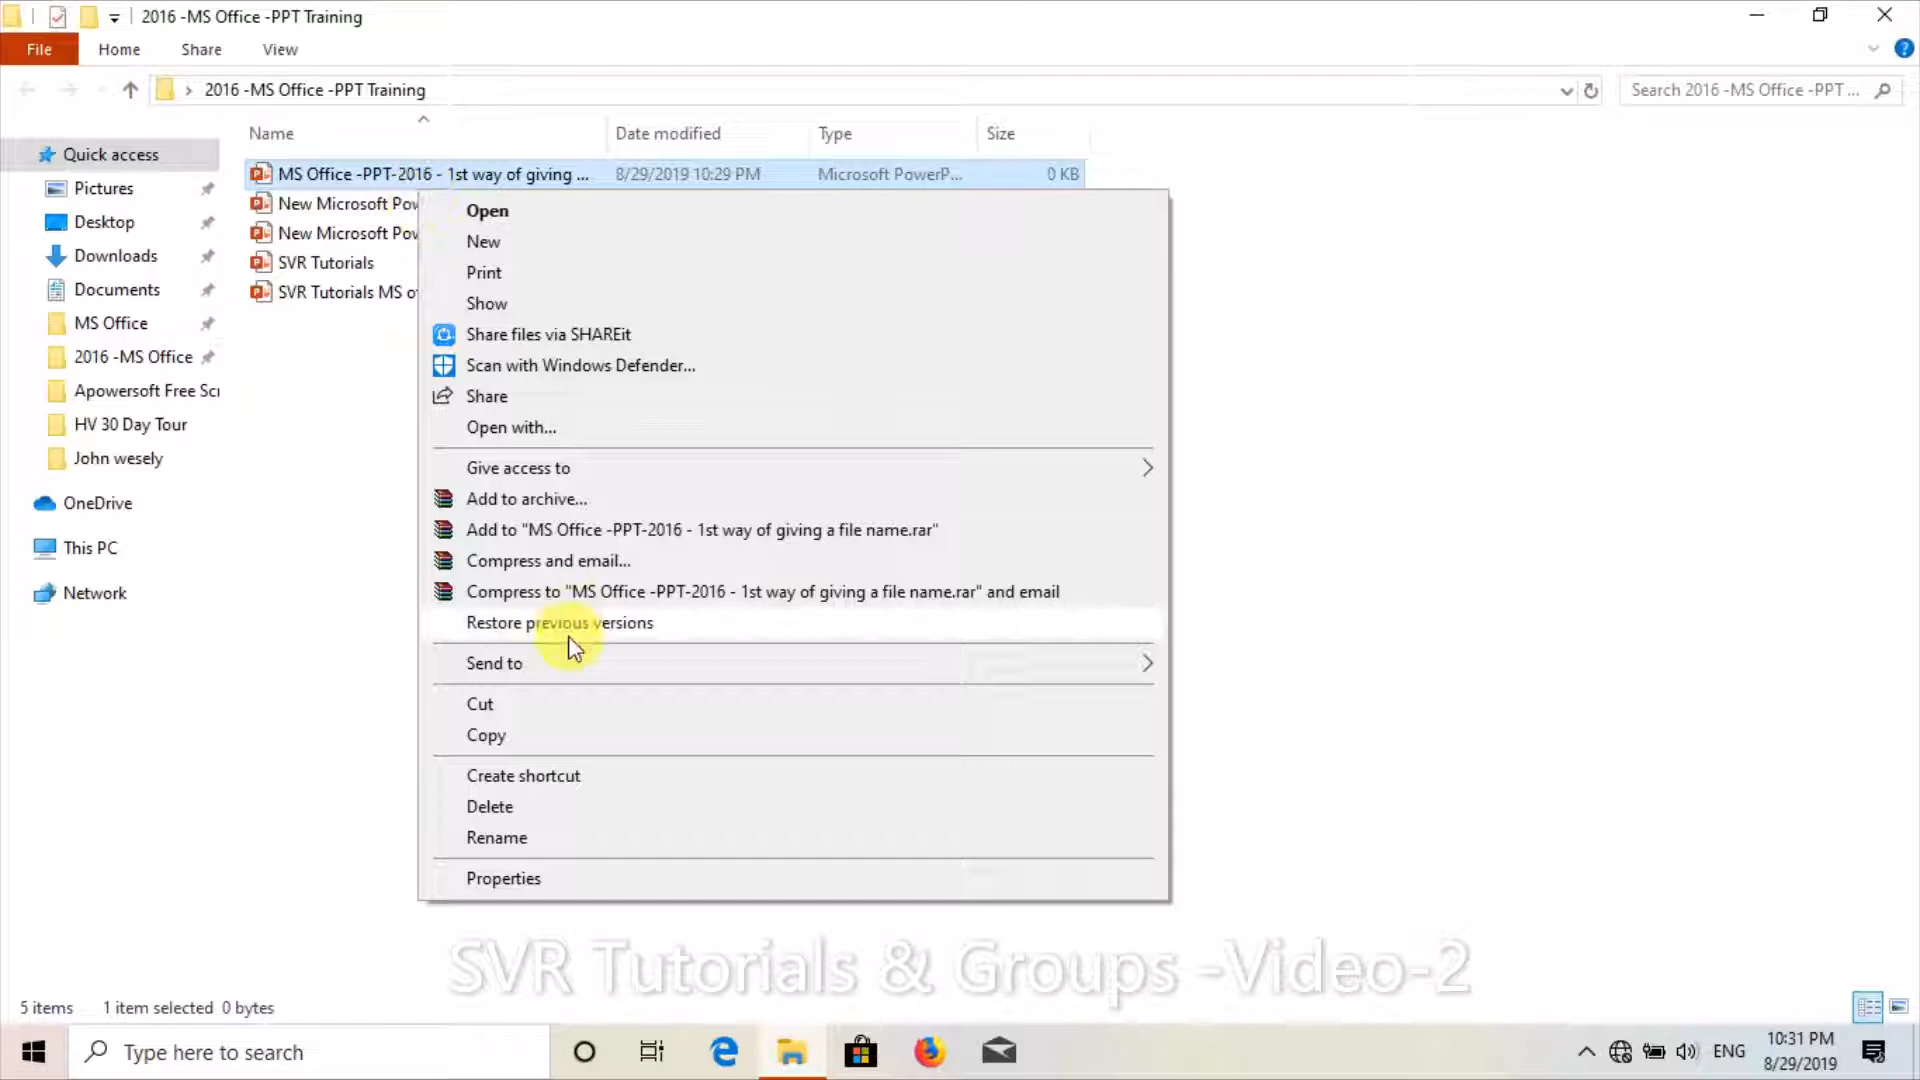 2016 -MS Office -PPT Training
File Home Share View
2016 -MS Office -PPT Training
Search 2016 -MS Office -PPT ...
Name Date modified Type Size
Quick access
Pictures
Desktop
Downloads
Documents
MS Office
2016 -MS Office
Apowersoft Free Scr
HV 30 Day Tour
John wesely
OneDrive
This PC
Network
MS Office -PPT-2016 - 1st way of giving ... 8/29/2019 10:29 PM Microsoft PowerP... 0 KB
New Microsoft Pow
New Microsoft Pow
SVR Tutorials
SVR Tutorials MS o
Open
New
Print
Show
Share files via SHAREit
Scan with Windows Defender...
Share
Open with...
Give access to
Add to archive...
Add to "MS Office -PPT-2016 - 1st way of giving a file name.rar"
Compress and email...
Compress to "MS Office -PPT-2016 - 1st way of giving a file name.rar" and email
Restore previous versions
Send to
Cut
Copy
Create shortcut
Delete
Rename
Properties
SVR Tutorials & Groups -Video-2
5 items 1 item selected 0 bytes
Type here to search
ENG
10:31 PM
8/29/2019